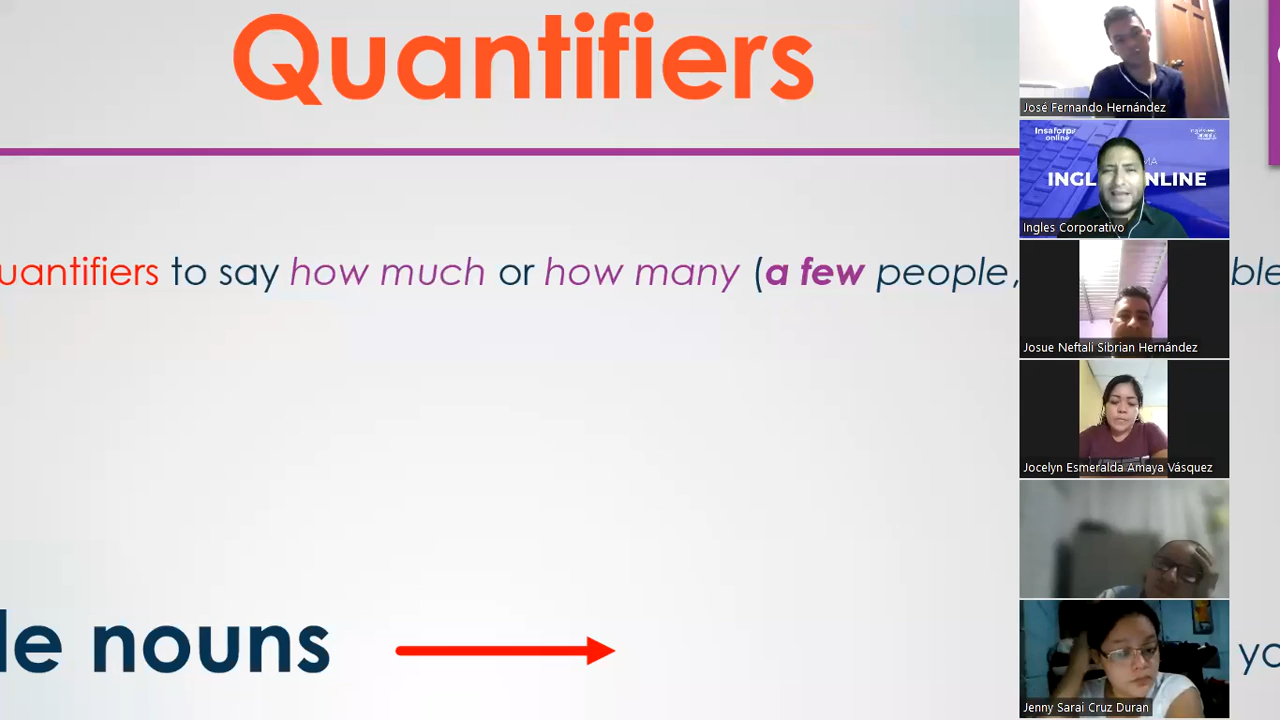 Quantifiers
uantifiers to say how much or how many (a few people,
ble
le nouns
yo
José Fernando Hernández
Insaforp
online
INGL
NLINE
Ingles Corporativo
Josue Neftali Sibrian Hernández
Jocelyn Esmeralda Amaya Vásquez
Jenny Sarai Cruz Duran